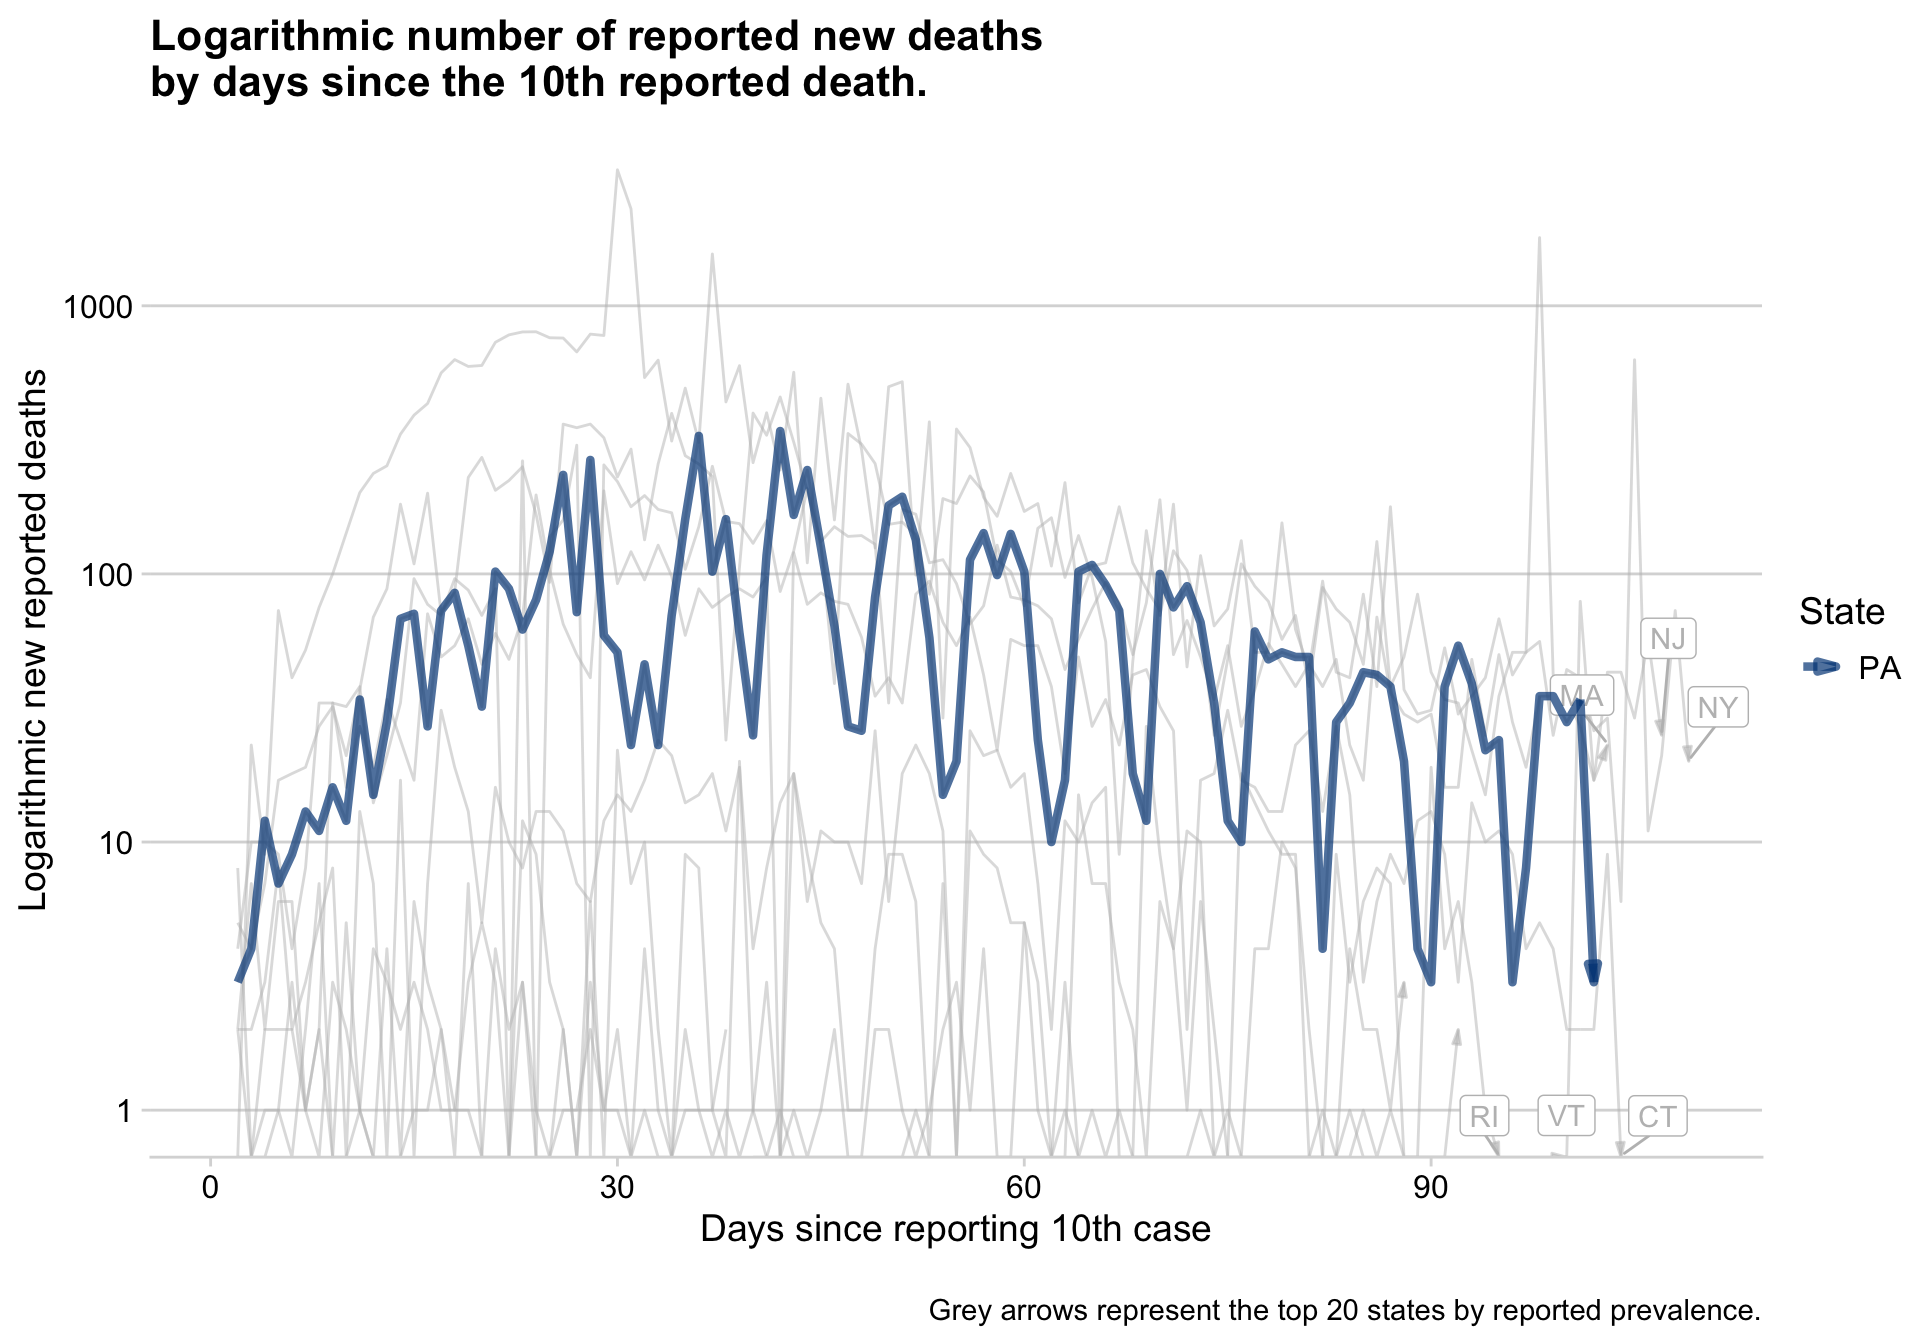 Logarithmic number of reported new deaths
by days since the 10th reported death.
Logarithmic new reported deaths
1000
100
10
1
NJ
MA
NY
RI
VT
CT
State
PA
0
30
60
90
Days since reporting 10th case
Grey arrows represent the top 20 states by reported prevalence.